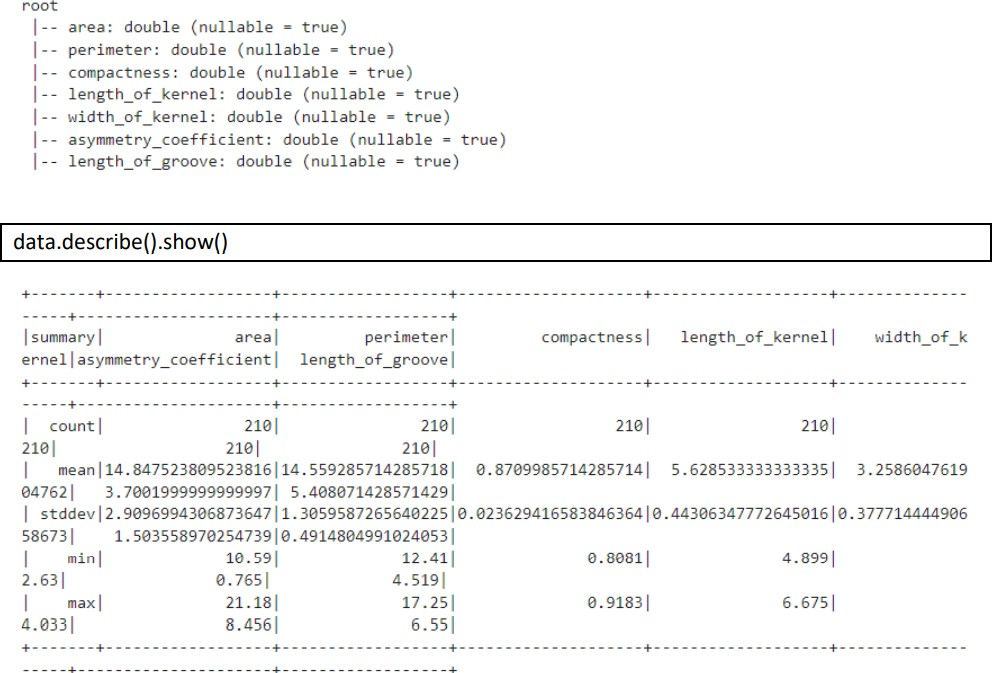 root
 |-- area: double (nullable = true)
 |-- perimeter: double (nullable = true)
 |-- compactness: double (nullable = true)
 |-- length_of_kernel: double (nullable = true)
 |-- width_of_kernel: double (nullable = true)
 |-- asymmetry_coefficient: double (nullable = true)
 |-- length_of_groove: double (nullable = true)
data.describe().show()
+-------+------------------+------------------+--------------------+-------------------+--------------
-----+---------------------+------------------+
|summary|              area|         perimeter|         compactness|   length_of_kernel|    width_of_k
ernel|asymmetry_coefficient|  length_of_groove|
+-------+------------------+------------------+--------------------+-------------------+--------------
-----+---------------------+------------------+
|  count|               210|               210|                 210|                210|
210|                  210|               210|
|   mean|14.847523809523816|14.559285714285718|  0.8709985714285714|  5.628533333333335|  3.2586047619
04762|   3.7001999999999997| 5.408071428571429|
| stddev|2.9096994306873647|1.3059587265640225|0.023629416583846364|0.44306347772645016|0.377714444906
58673|    1.503558970254739|0.4914804991024053|
|    min|             10.59|             12.41|              0.8081|              4.899|
2.63|                0.765|             4.519|
|    max|             21.18|             17.25|              0.9183|              6.675|
4.033|                8.456|              6.55|
+-------+------------------+------------------+--------------------+-------------------+--------------
-----+---------------------+------------------+